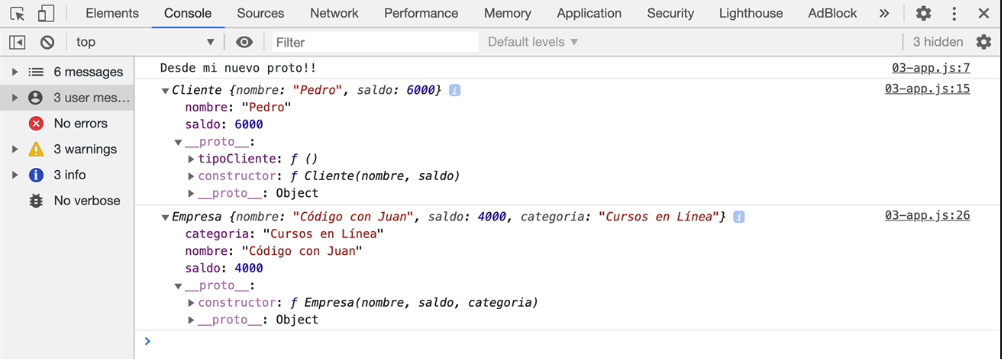 Elements Console Sources Network Performance Memory Application Security Lighthouse AdBlock »
top ▼ Filter Default levels ▼ 3 hidden
6 messages
3 user mes...
No errors
3 warnings
3 info
No verbose
Desde mi nuevo proto!! 03-app.js:7
▼Cliente {nombre: "Pedro", saldo: 6000} i 03-app.js:15
nombre: "Pedro"
saldo: 6000
▼__proto__:
▶tipoCliente: ƒ ()
▶constructor: ƒ Cliente(nombre, saldo)
▶__proto__: Object
▼Empresa {nombre: "Código con Juan", saldo: 4000, categoria: "Cursos en Línea"} i 03-app.js:26
categoria: "Cursos en Línea"
nombre: "Código con Juan"
saldo: 4000
▼__proto__:
▶constructor: ƒ Empresa(nombre, saldo, categoria)
▶__proto__: Object
>